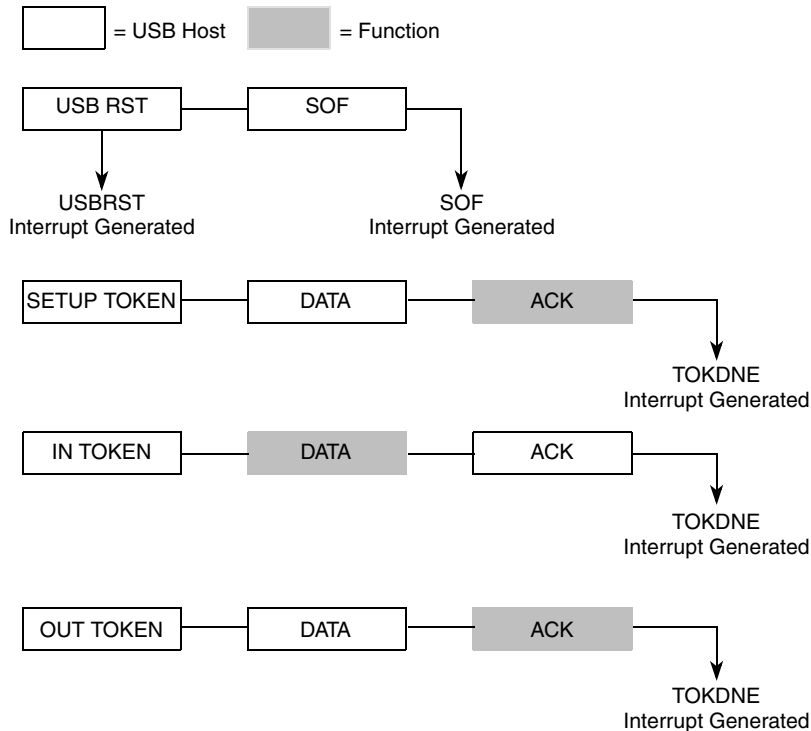 = USB Host = Function
USB RST SOF
USBRST
Interrupt Generated
SOF
Interrupt Generated
SETUP TOKEN DATA ACK
TOKDNE
Interrupt Generated
IN TOKEN DATA ACK
TOKDNE
Interrupt Generated
OUT TOKEN DATA ACK
TOKDNE
Interrupt Generated